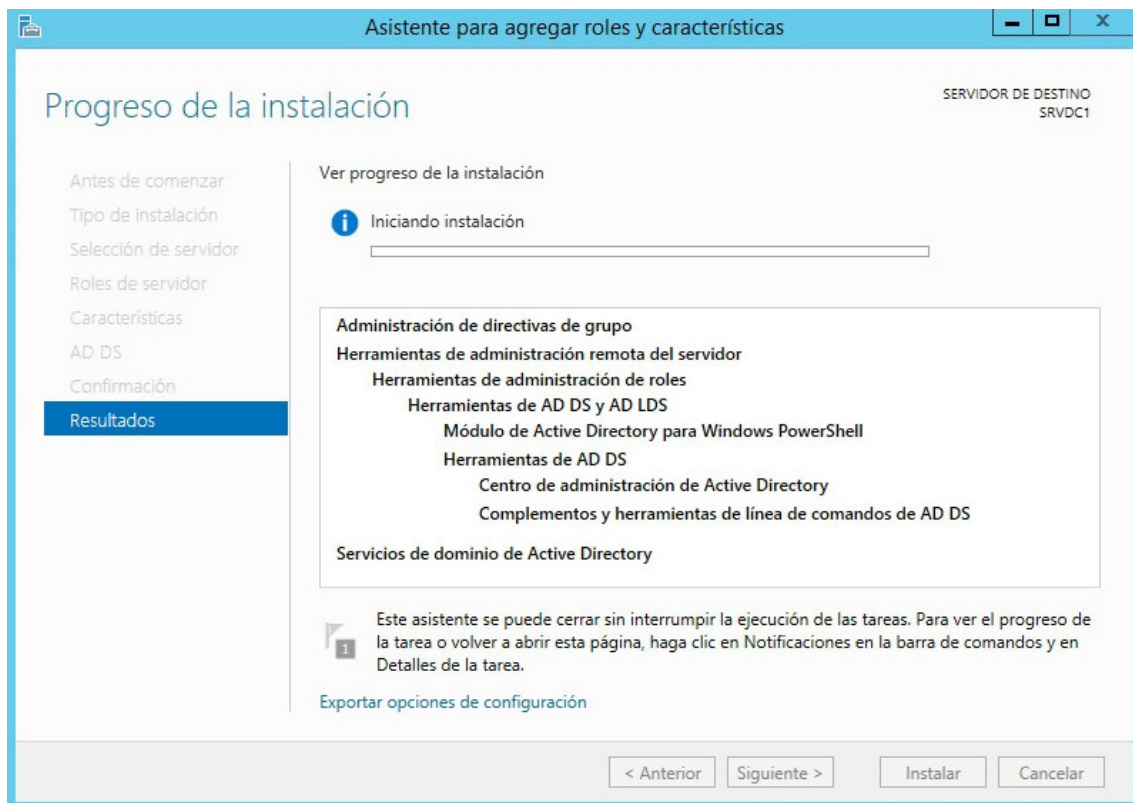 Asistente para agregar roles y características
Progreso de la instalación
SERVIDOR DE DESTINO
SRVDC1
Antes de comenzar
Tipo de instalación
Selección de servidor
Roles de servidor
Características
AD DS
Confirmación
Resultados
Ver progreso de la instalación
Iniciando instalación
Administración de directivas de grupo
Herramientas de administración remota del servidor
Herramientas de administración de roles
Herramientas de AD DS y AD LDS
Módulo de Active Directory para Windows PowerShell
Herramientas de AD DS
Centro de administración de Active Directory
Complementos y herramientas de línea de comandos de AD DS
Servicios de dominio de Active Directory
1
Este asistente se puede cerrar sin interrumpir la ejecución de las tareas. Para ver el progreso de
la tarea o volver a abrir esta página, haga clic en Notificaciones en la barra de comandos y en
Detalles de la tarea.
Exportar opciones de configuración
< Anterior
Siguiente >
Instalar
Cancelar